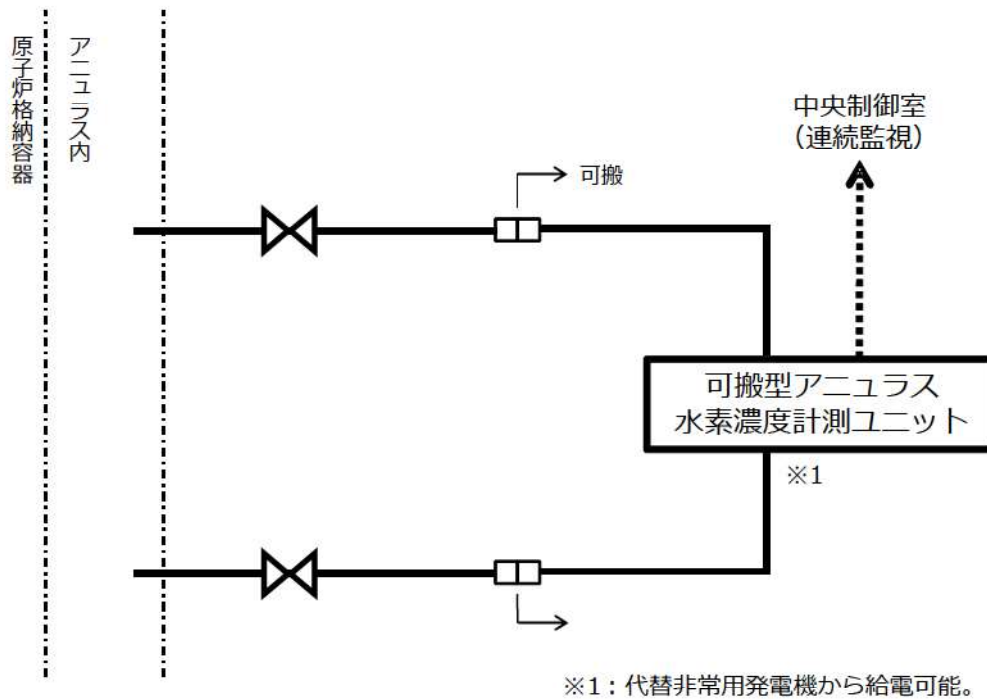 原子炉格納容器
アニュラス内
中央制御室
（連続監視）
可搬
可搬型アニュラス
水素濃度計測ユニット
※1
※1：代替非常用発電機から給電可能。